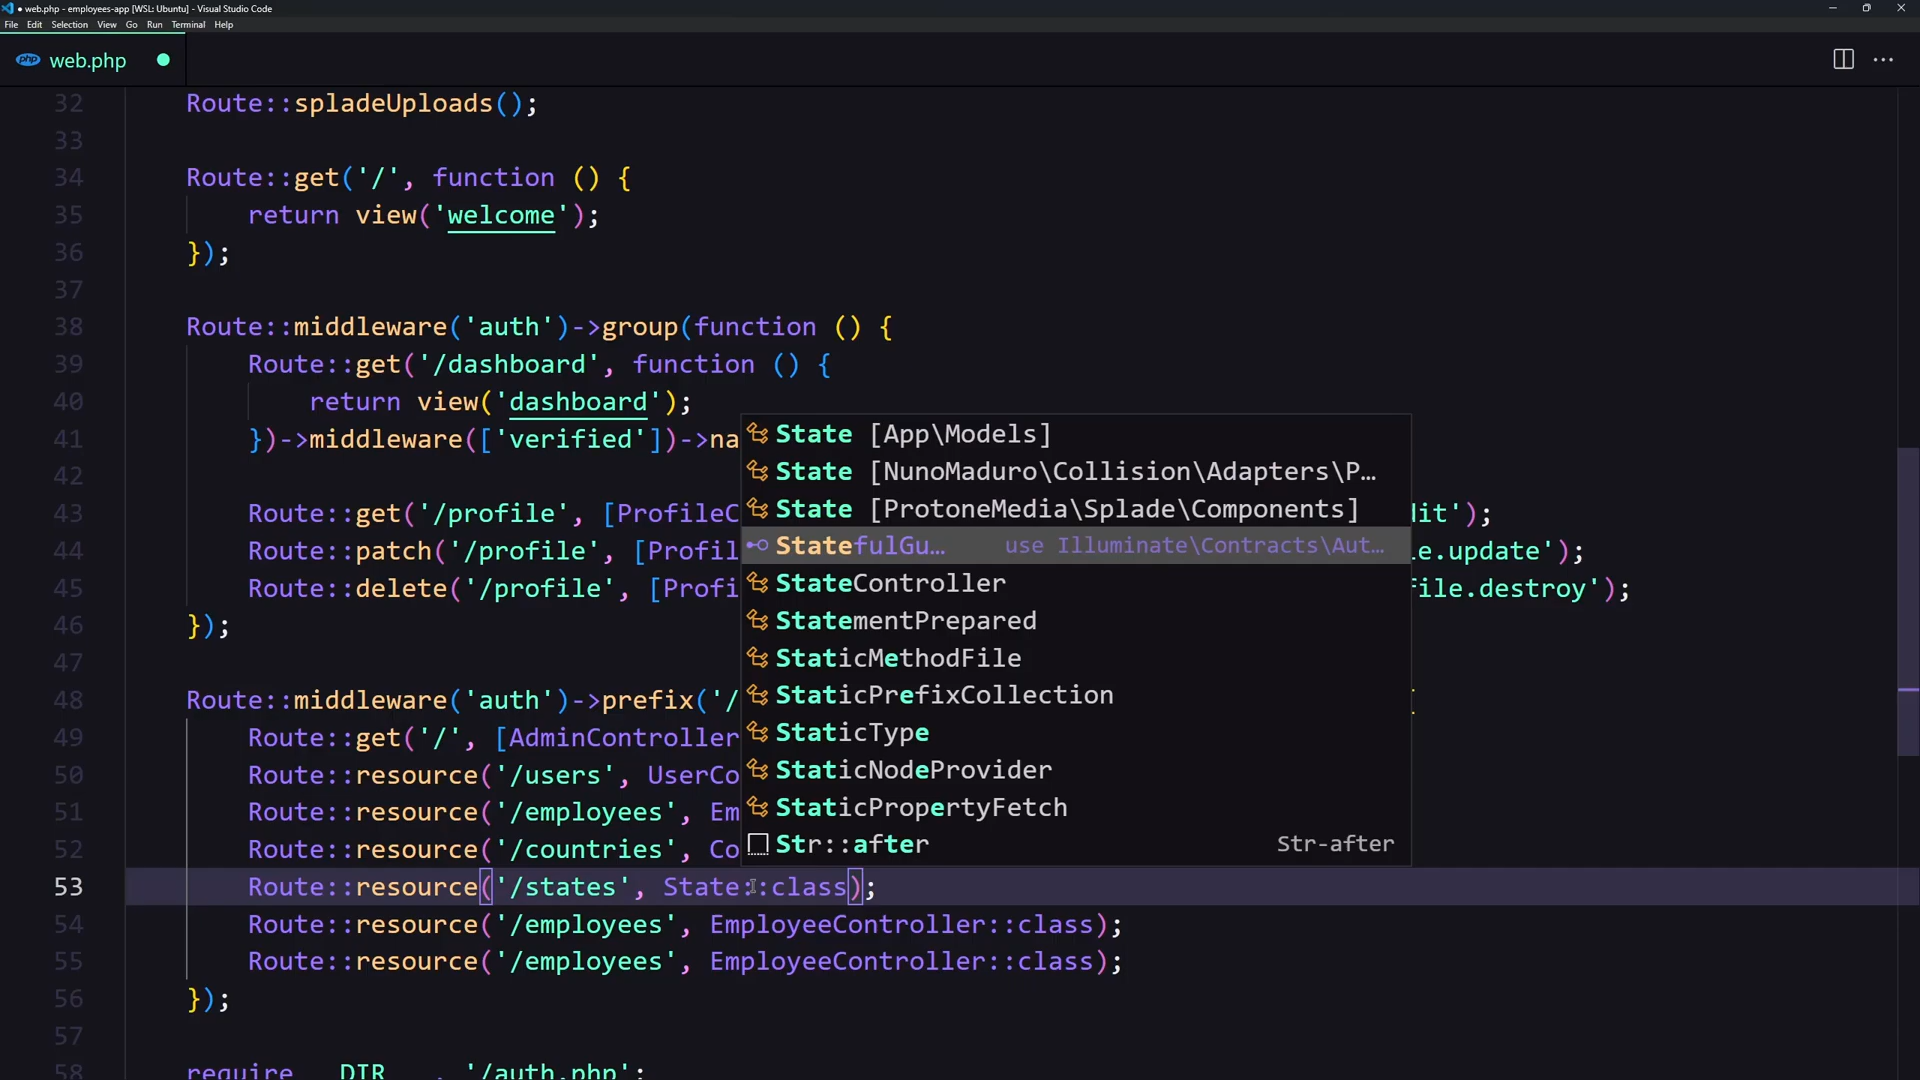 web.php - employees-app [WSL: Ubuntu] - Visual Studio Code
File Edit Selection View Go Run Terminal Help
php web.php
32 Route::spladeUploads();
33
34 Route::get('/', function () {
35 return view('welcome');
36 });
37
38 Route::middleware('auth')->group(function () {
39 Route::get('/dashboard', function () {
40 return view('dashboard');
41 })->middleware(['verified'])->na
42
43 Route::get('/profile', [ProfileC dit');
44 Route::patch('/profile', [Profil le.update');
45 Route::delete('/profile', [Profi file.destroy');
46 });
47
48 Route::middleware('auth')->prefix('/
49 Route::get('/', [AdminController
50 Route::resource('/users', UserCo
51 Route::resource('/employees', Em
52 Route::resource('/countries', Co
53 Route::resource('/states', State::class);
54 Route::resource('/employees', EmployeeController::class);
55 Route::resource('/employees', EmployeeController::class);
56 });
57
58 require __DIR__ . '/auth.php';
State [App\Models]
State [NunoMaduro\Collision\Adapters\P…
State [ProtoneMedia\Splade\Components]
StatefulGu… use Illuminate\Contracts\Aut…
StateController
StatementPrepared
StaticMethodFile
StaticPrefixCollection
StaticType
StaticNodeProvider
StaticPropertyFetch
Str::after Str-after